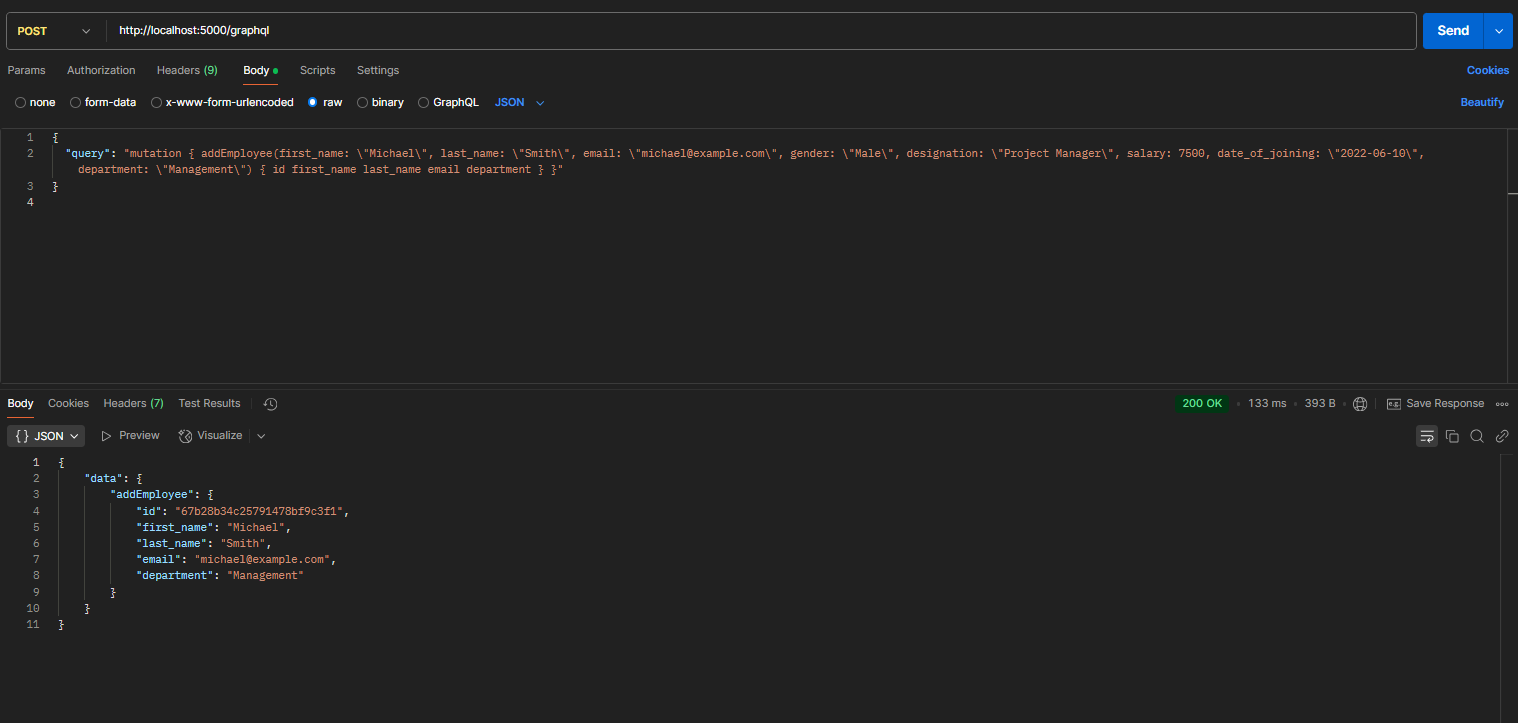 POST http://localhost:5000/graphql Send
Params Authorization Headers (9) Body Scripts Settings Cookies
none form-data x-www-form-urlencoded raw binary GraphQL JSON Beautify
1 {
2 "query": "mutation { addEmployee(first_name: \"Michael\", last_name: \"Smith\", email: \"michael@example.com\", gender: \"Male\", designation: \"Project Manager\", salary: 7500, date_of_joining: \"2022-06-10\",
department: \"Management\") { id first_name last_name email department } }"
3 }
4
Body Cookies Headers (7) Test Results 200 OK 133 ms 393 B Save Response
{} JSON Preview Visualize
1 {
2 "data": {
3 "addEmployee": {
4 "id": "67b28b34c25791478bf9c3f1",
5 "first_name": "Michael",
6 "last_name": "Smith",
7 "email": "michael@example.com",
8 "department": "Management"
9 }
10 }
11 }